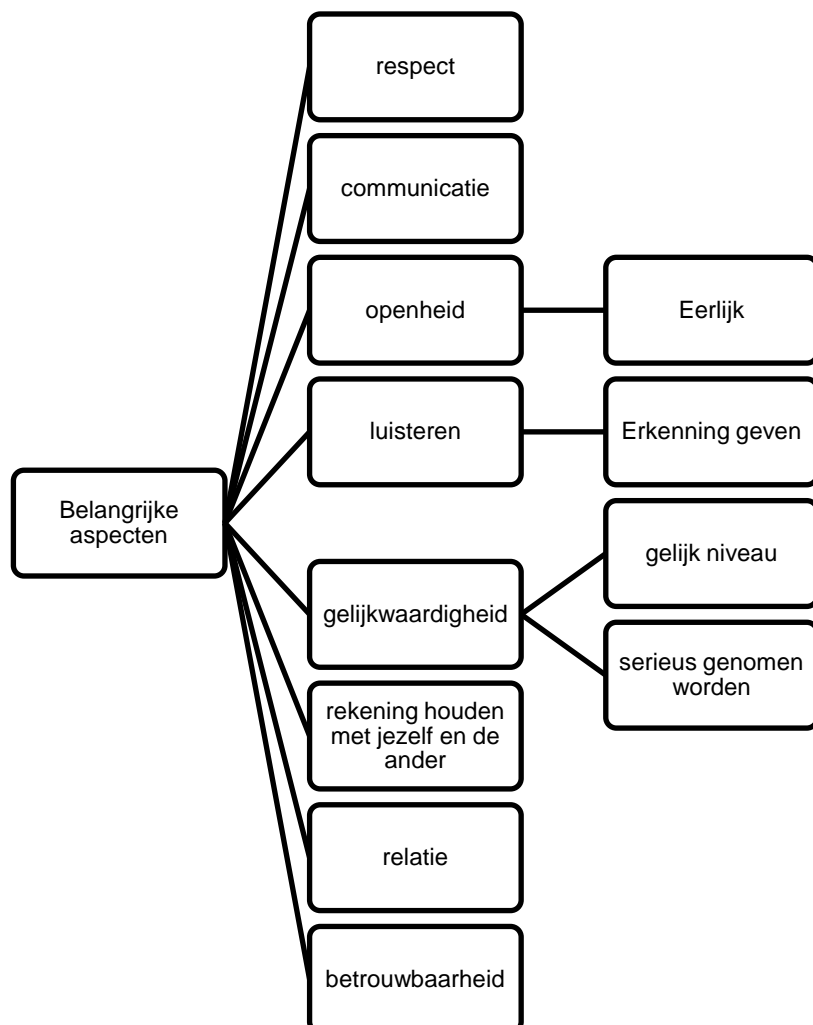 respect
communicatie
openheid
Eerlijk
luisteren
Erkenning geven
Belangrijke
aspecten
gelijkwaardigheid
gelijk niveau
serieus genomen
worden
rekening houden
met jezelf en de
ander
relatie
betrouwbaarheid